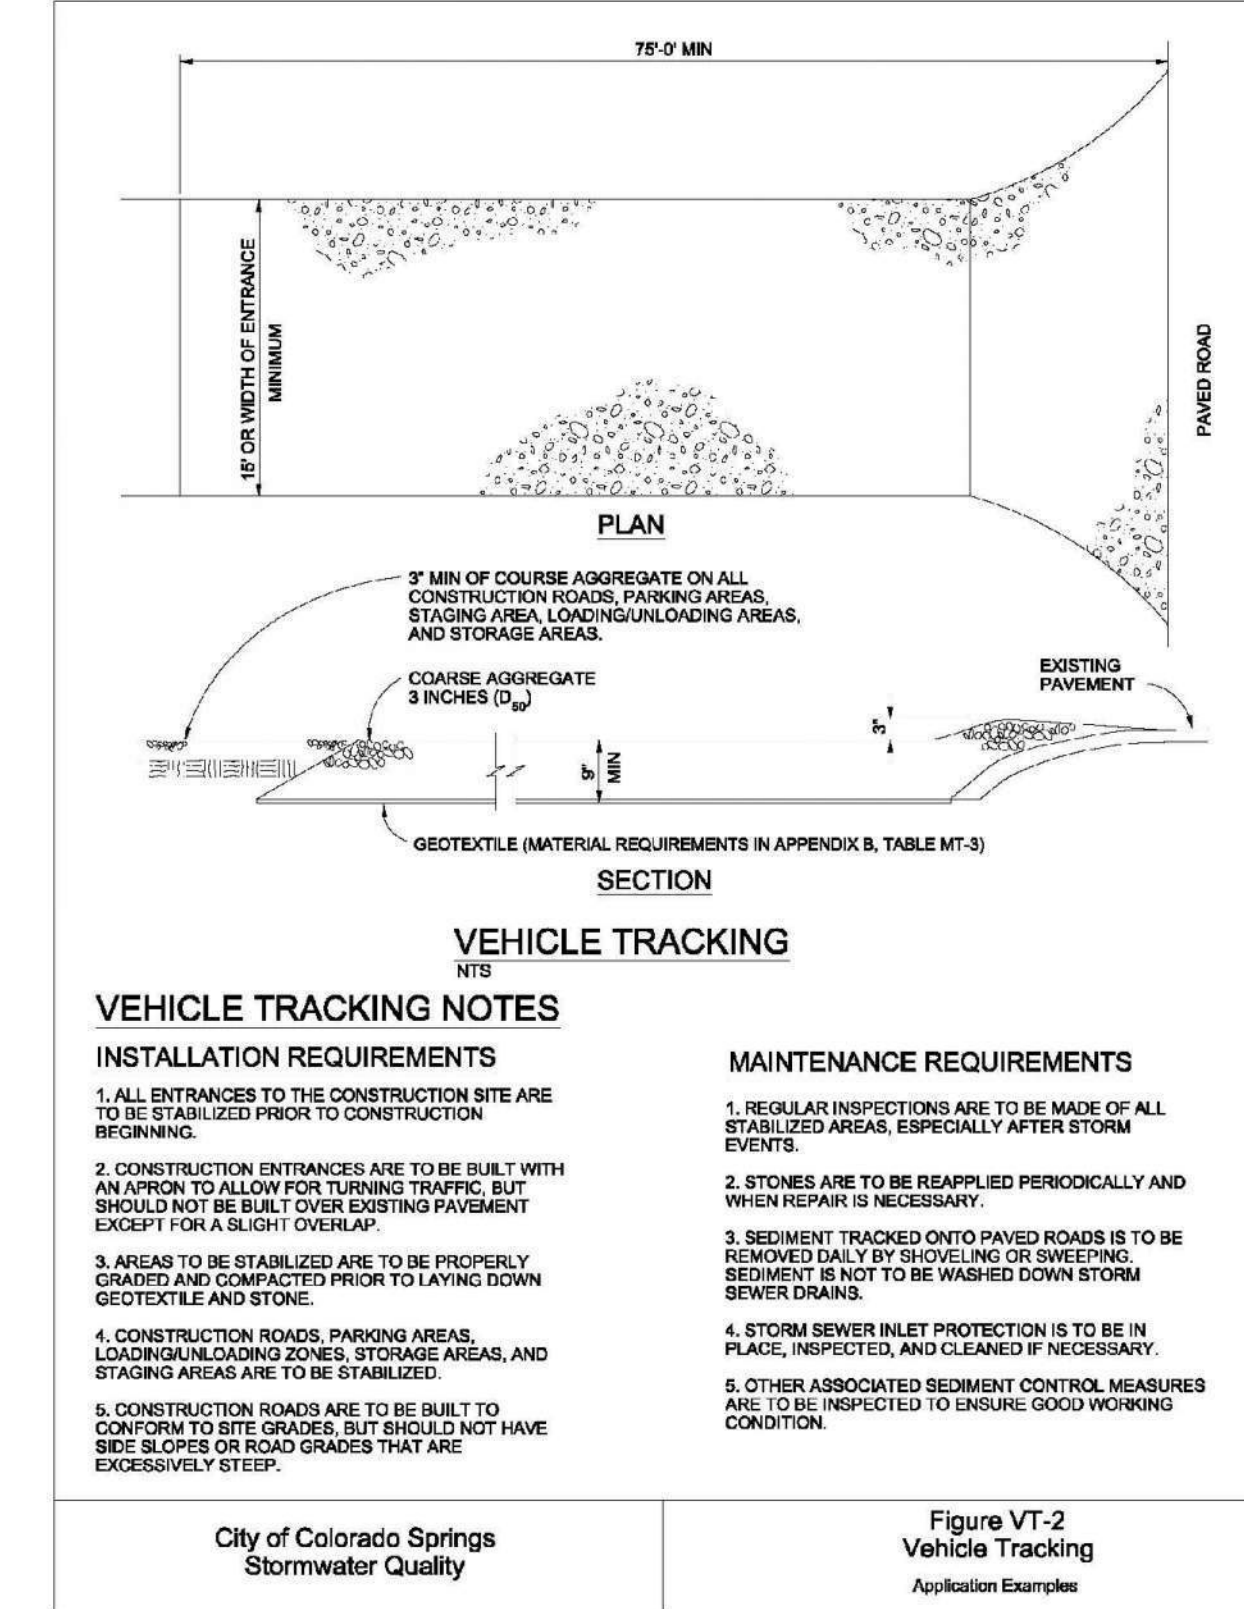 75'-0' MIN
15' OR WIDTH OF ENTRANCE
MINIMUM
PAVED ROAD
PLAN
3" MIN OF COURSE AGGREGATE ON ALL
CONSTRUCTION ROADS, PARKING AREAS,
STAGING AREA, LOADING/UNLOADING AREAS,
AND STORAGE AREAS.
COARSE AGGREGATE
3 INCHES (D50)
EXISTING
PAVEMENT
3"
9"
MIN
GEOTEXTILE (MATERIAL REQUIREMENTS IN APPENDIX B, TABLE MT-3)
SECTION
VEHICLE TRACKING
NTS
VEHICLE TRACKING NOTES
INSTALLATION REQUIREMENTS
1. ALL ENTRANCES TO THE CONSTRUCTION SITE ARE
TO BE STABILIZED PRIOR TO CONSTRUCTION
BEGINNING.
2. CONSTRUCTION ENTRANCES ARE TO BE BUILT WITH
AN APRON TO ALLOW FOR TURNING TRAFFIC, BUT
SHOULD NOT BE BUILT OVER EXISTING PAVEMENT
EXCEPT FOR A SLIGHT OVERLAP.
3. AREAS TO BE STABILIZED ARE TO BE PROPERLY
GRADED AND COMPACTED PRIOR TO LAYING DOWN
GEOTEXTILE AND STONE.
4. CONSTRUCTION ROADS, PARKING AREAS,
LOADING/UNLOADING ZONES, STORAGE AREAS, AND
STAGING AREAS ARE TO BE STABILIZED.
5. CONSTRUCTION ROADS ARE TO BE BUILT TO
CONFORM TO SITE GRADES, BUT SHOULD NOT HAVE
SIDE SLOPES OR ROAD GRADES THAT ARE
EXCESSIVELY STEEP.
MAINTENANCE REQUIREMENTS
1. REGULAR INSPECTIONS ARE TO BE MADE OF ALL
STABILIZED AREAS, ESPECIALLY AFTER STORM
EVENTS.
2. STONES ARE TO BE REAPPLIED PERIODICALLY AND
WHEN REPAIR IS NECESSARY.
3. SEDIMENT TRACKED ONTO PAVED ROADS IS TO BE
REMOVED DAILY BY SHOVELING OR SWEEPING.
SEDIMENT IS NOT TO BE WASHED DOWN STORM
SEWER DRAINS.
4. STORM SEWER INLET PROTECTION IS TO BE IN
PLACE, INSPECTED, AND CLEANED IF NECESSARY.
5. OTHER ASSOCIATED SEDIMENT CONTROL MEASURES
ARE TO BE INSPECTED TO ENSURE GOOD WORKING
CONDITION.
City of Colorado Springs
Stormwater Quality
Figure VT-2
Vehicle Tracking
Application Examples